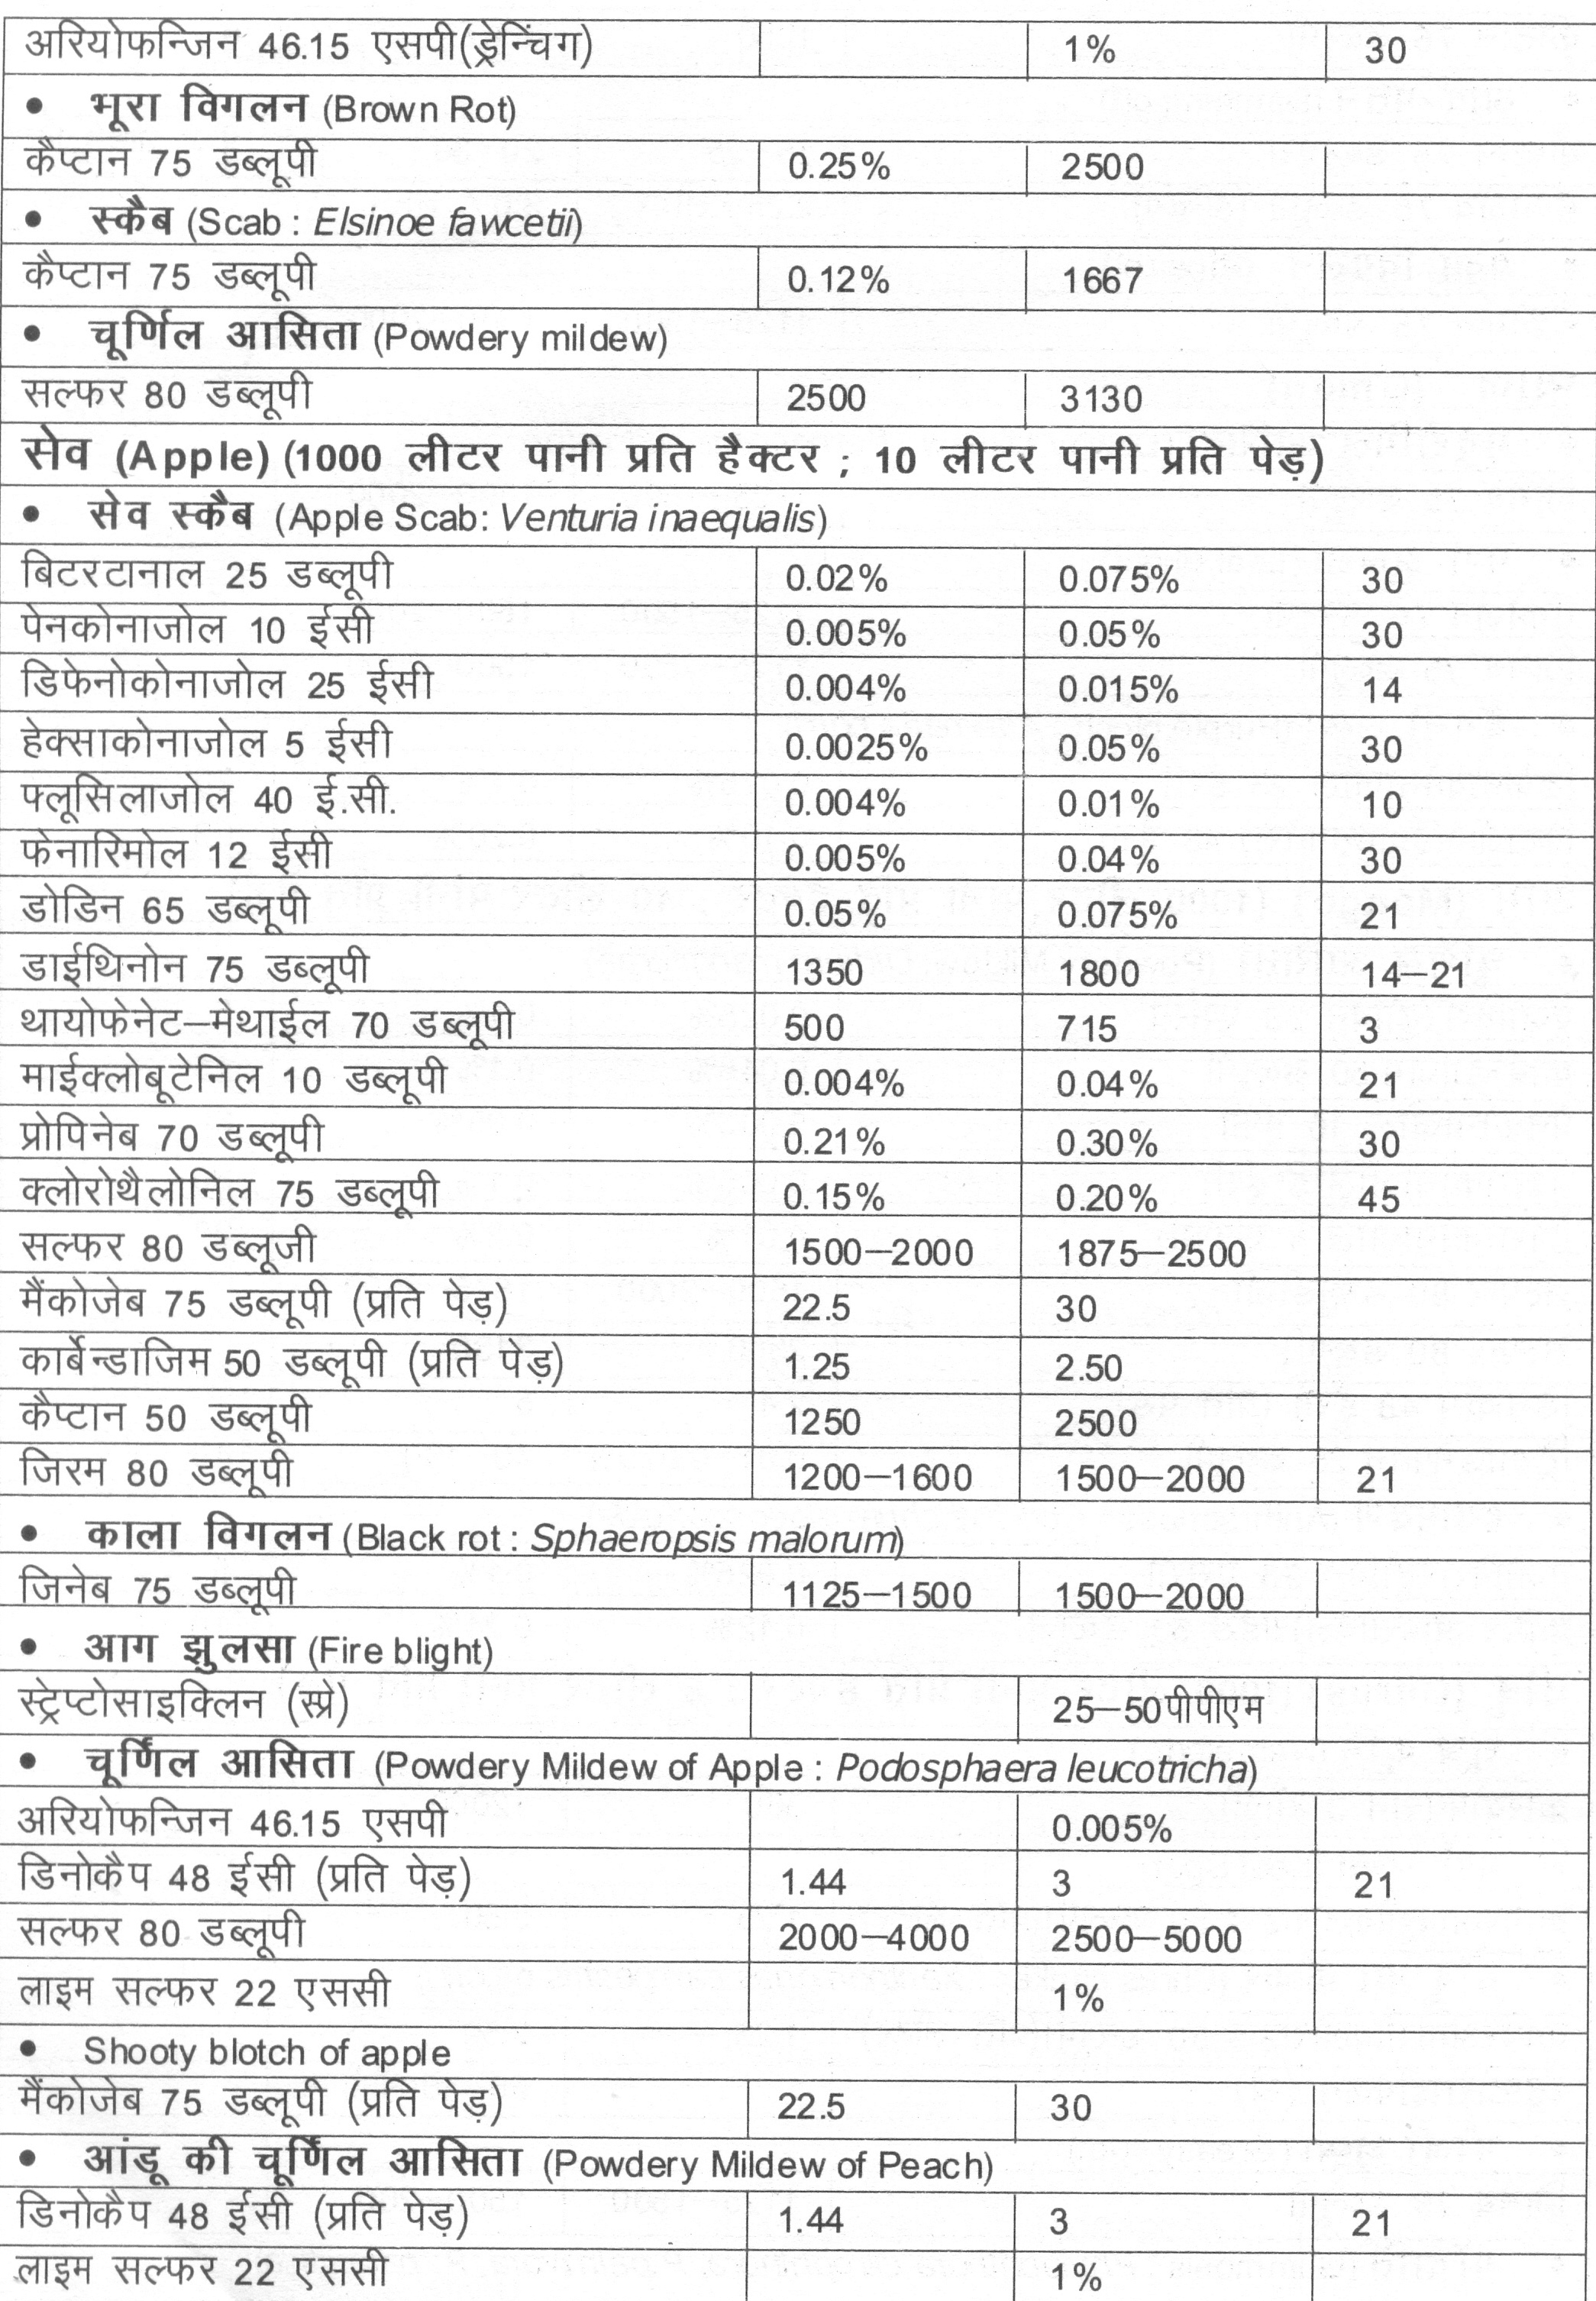 अरियोफन्जिन 46.15 एसपी(ड्रेन्चिंग) 1% 30
• भूरा विगलन (Brown Rot)
कैप्टान 75 डब्लूपी 0.25% 2500
• स्कैब (Scab : Elsinoe fawcetii)
कैप्टान 75 डब्लूपी 0.12% 1667
• चूर्णिल आसिता (Powdery mildew)
सल्फर 80 डब्लूपी 2500 3130
सेव (Apple) (1000 लीटर पानी प्रति हैक्टर ; 10 लीटर पानी प्रति पेड़)
• सेव स्कैब (Apple Scab: Venturia inaequalis)
बिटरटानाल 25 डब्लूपी 0.02% 0.075% 30
पेनकोनाजोल 10 ईसी 0.005% 0.05% 30
डिफेनोकोनाजोल 25 ईसी 0.004% 0.015% 14
हेक्साकोनाजोल 5 ईसी 0.0025% 0.05% 30
फ्लूसिलाजोल 40 ई.सी. 0.004% 0.01% 10
फेनारिमोल 12 ईसी 0.005% 0.04% 30
डोडिन 65 डब्लूपी 0.05% 0.075% 21
डाईथिनोन 75 डब्लूपी 1350 1800 14–21
थायोफेनेट–मेथाईल 70 डब्लूपी 500 715 3
माईक्लोबूटेनिल 10 डब्लूपी 0.004% 0.04% 21
प्रोपिनेब 70 डब्लूपी 0.21% 0.30% 30
क्लोरोथैलोनिल 75 डब्लूपी 0.15% 0.20% 45
सल्फर 80 डब्लूजी 1500–2000 1875–2500
मैंकोजेब 75 डब्लूपी (प्रति पेड़) 22.5 30
कार्बेन्डाजिम 50 डब्लूपी (प्रति पेड़) 1.25 2.50
कैप्टान 50 डब्लूपी 1250 2500
जिरम 80 डब्लूपी 1200–1600 1500–2000 21
• काला विगलन (Black rot : Sphaeropsis malorum)
जिनेब 75 डब्लूपी 1125–1500 1500–2000
• आग झुलसा (Fire blight)
स्ट्रेप्टोसाइक्लिन (स्प्रे) 25–50पीपीएम
• चूर्णिल आसिता (Powdery Mildew of Apple : Podosphaera leucotricha)
अरियोफन्जिन 46.15 एसपी 0.005%
डिनोकैप 48 ईसी (प्रति पेड़) 1.44 3 21
सल्फर 80 डब्लूपी 2000–4000 2500–5000
लाइम सल्फर 22 एससी 1%
• Shooty blotch of apple
मैंकोजेब 75 डब्लूपी (प्रति पेड़) 22.5 30
• आंडू की चूर्णिल आसिता (Powdery Mildew of Peach)
डिनोकैप 48 ईसी (प्रति पेड़) 1.44 3 21
लाइम सल्फर 22 एससी 1%